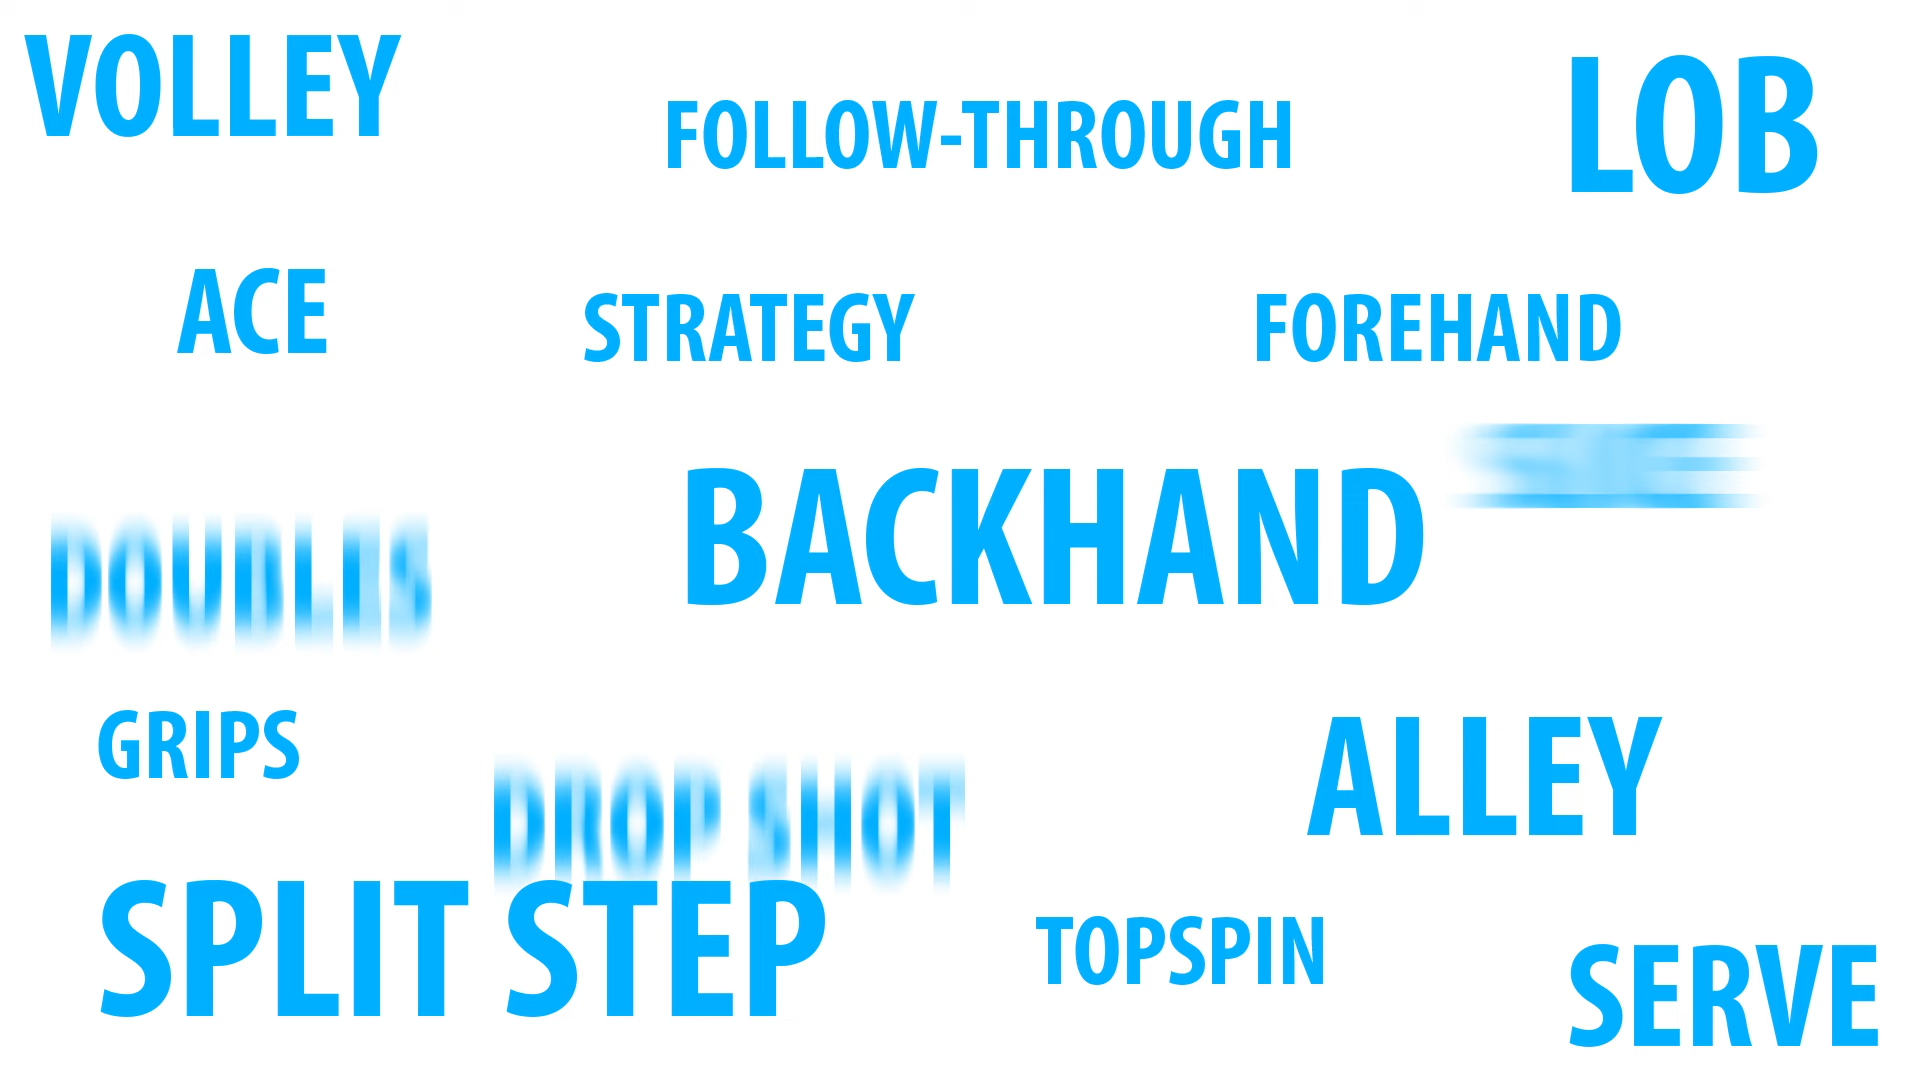 VOLLEY
FOLLOW-THROUGH
LOB
ACE
STRATEGY
FOREHAND
BACKHAND
DOUBLES
GRIPS
DROP SHOT
ALLEY
SPLIT STEP
TOPSPIN
SERVE